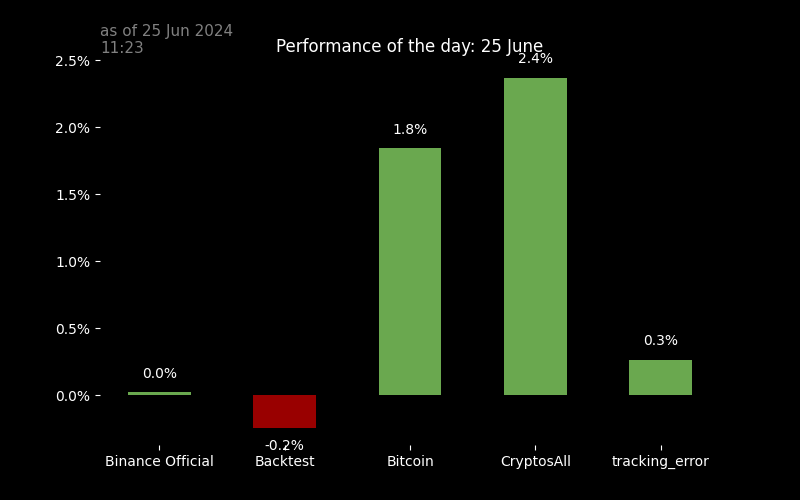 as of 25 Jun 2024
11:23
Performance of the day: 25 June
2.5%
2.0%
1.5%
1.0%
0.5%
0.0%
0.0%
-0.2%
1.8%
2.4%
0.3%
Binance Official
Backtest
Bitcoin
CryptosAll
tracking_error